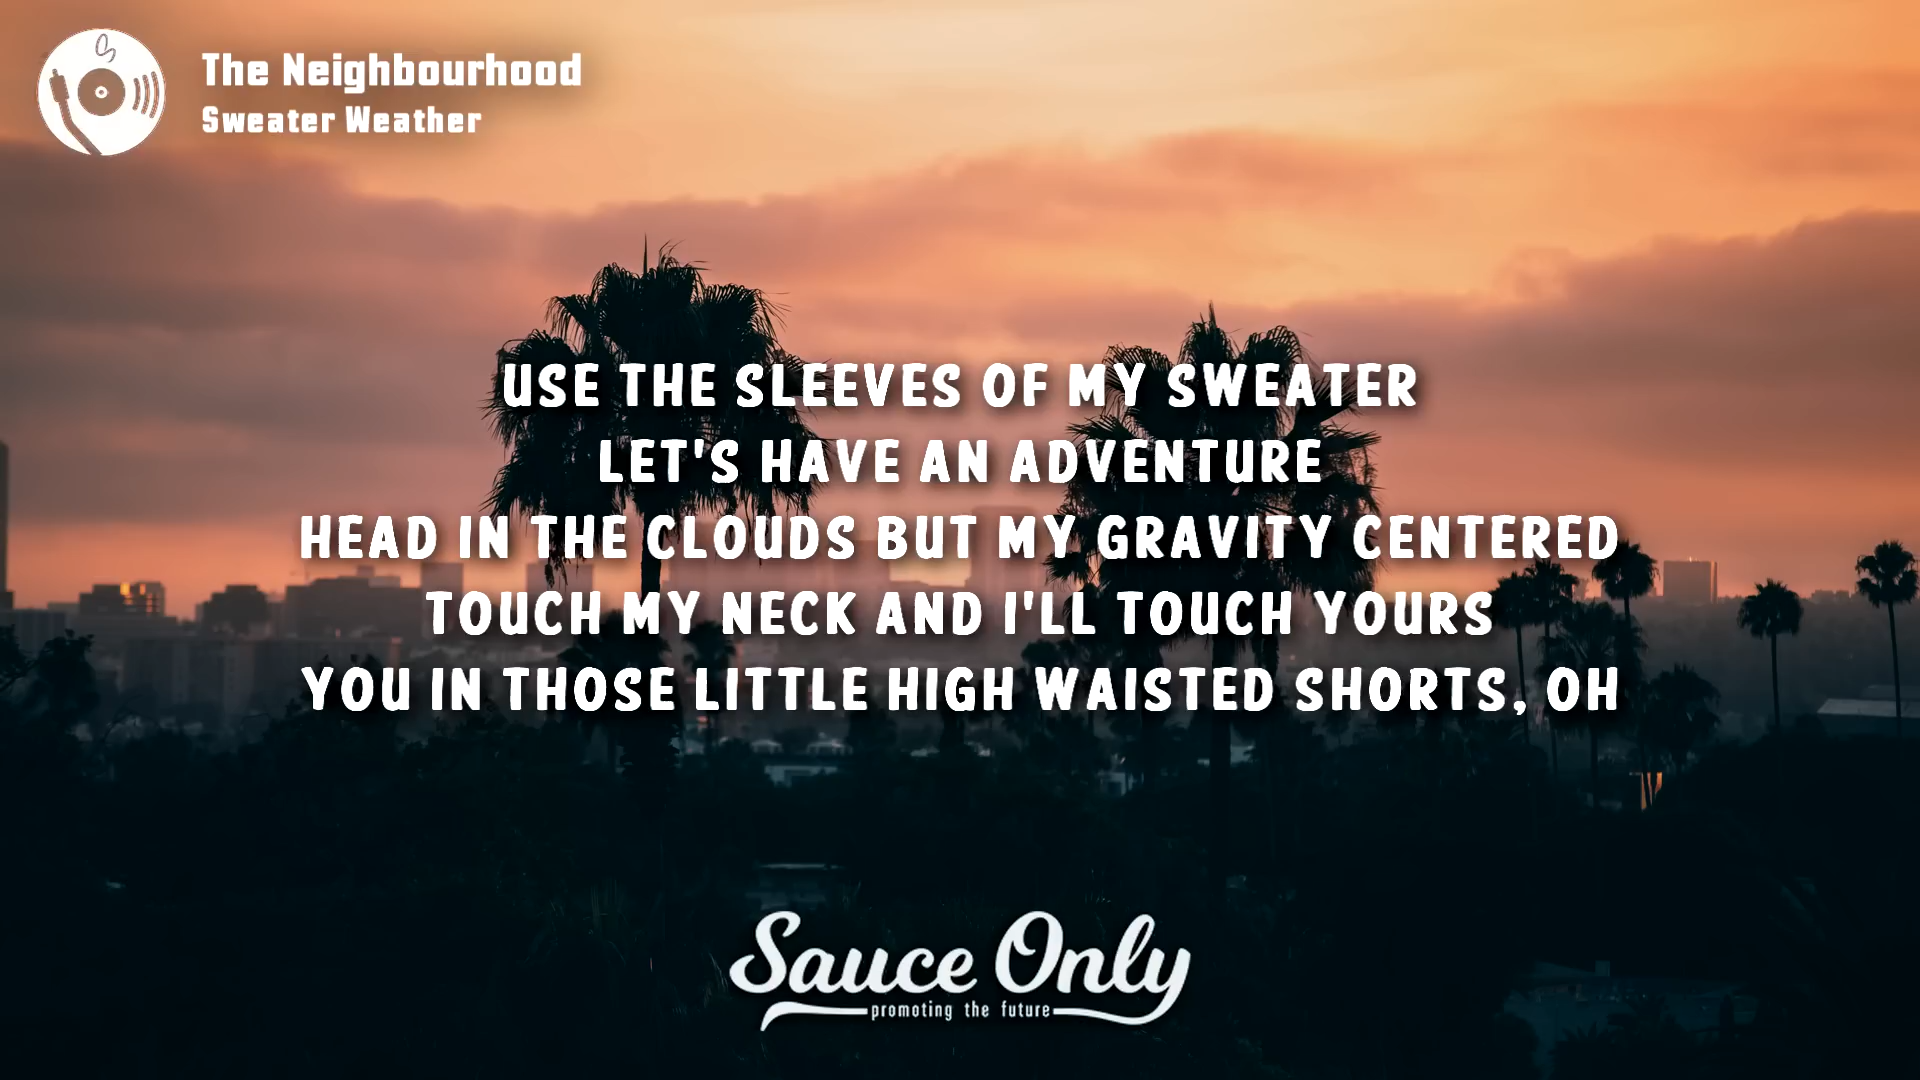 The Neighbourhood
Sweater Weather
USE THE SLEEVES OF MY SWEATER
LET'S HAVE AN ADVENTURE
HEAD IN THE CLOUDS BUT MY GRAVITY CENTERED
TOUCH MY NECK AND I'LL TOUCH YOURS
YOU IN THOSE LITTLE HIGH WAISTED SHORTS, OH
Sauce Only
promoting the future